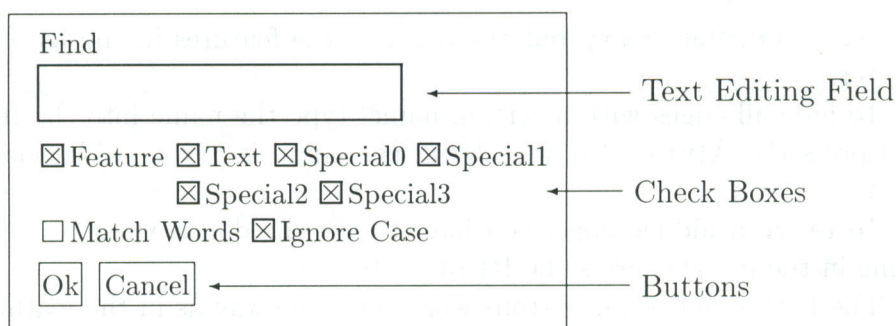 Find
Text Editing Field
Feature Text Special0 Special1
Special2 Special3
Check Boxes
Match Words Ignore Case
Ok Cancel
Buttons